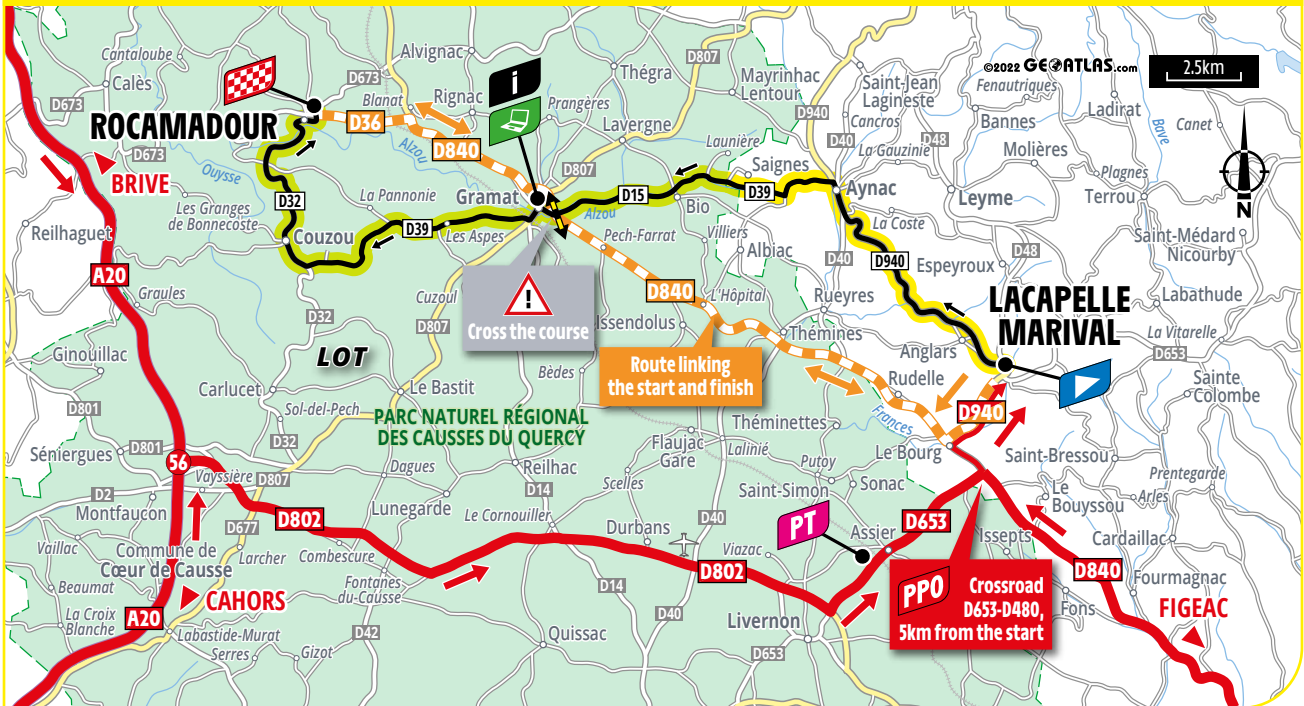 Cantaloube
Alvignac
D807
©2022 GEOATLAS.com
2.5km
Calès
D673
D673
Thégra
Mayrinhac
Lentour
Saint-Jean
Lagineste
Fenautrigues
Blanat
Rignac
i
Prangères
D940
Cancros
Bannes
Ladirat
Bave
Canet
ROCAMADOUR
D36
D840
Alzou
Lavergne
D40
D48
La Gauzinie
Molières
D673
BRIVE
Ouysse
D807
Launière
Saignes
Plagnes
Terrou
N
La Pannonie
Gramat
D15
D39
Aynac
Leyme
D32
Les Granges
de Bonnecoste
Alzou
Bio
La Coste
Reilhaguet
Couzou
D39
Les Aspes
Pech-Farrat
Villiers
Albiac
D40
D940
D48
Saint-Médard
Nicourby
Espeyroux
A20
Graules
Cuzoul
!
Cross the course
D840
L'Hôpital
Rueyres
LACAPELLE
MARIVAL
Labathude
D32
D807
Issendolus
Thémines
La Vitarelle
D653
Ginouillac
LOT
Route linking
the start and finish
Anglars
Rudelle
Carlucet
Le Bastit
Bèdes
Sainte
Colombe
D801
Sol-del-Pech
PARC NATUREL RÉGIONAL
DES CAUSSES DU QUERCY
Théminettes
Frances
D940
Séniergues
D801
D32
Flaujac
Gare
Lalinié
Le Bourg
Saint-Bressou
56
Vayssière
D807
Dagues
Reilhac
Scelles
Putoy
Sonac
Prentegarde
D2
Montfaucon
D677
D802
Lunegarde
D14
Le Cornouiller
Saint-Simon
Le
Bouyssou
Arles
Vaillac
Commune de
Cœur de Causse
Larcher
Combescure
Durbans
D40
PT
Assier
D653
Issepts
Cardaillac
Viazac
Beaumat
Fontanes
du-Causse
D802
D840
CAHORS
D14
PPO
Crossroad
D653-D480,
5km from the start
Fourmagnac
La Croix
Blanche
A20
Labastide-Murat
D40
Livernon
Fons
FIGEAC
Serres
Gizot
D42
Quissac
D653